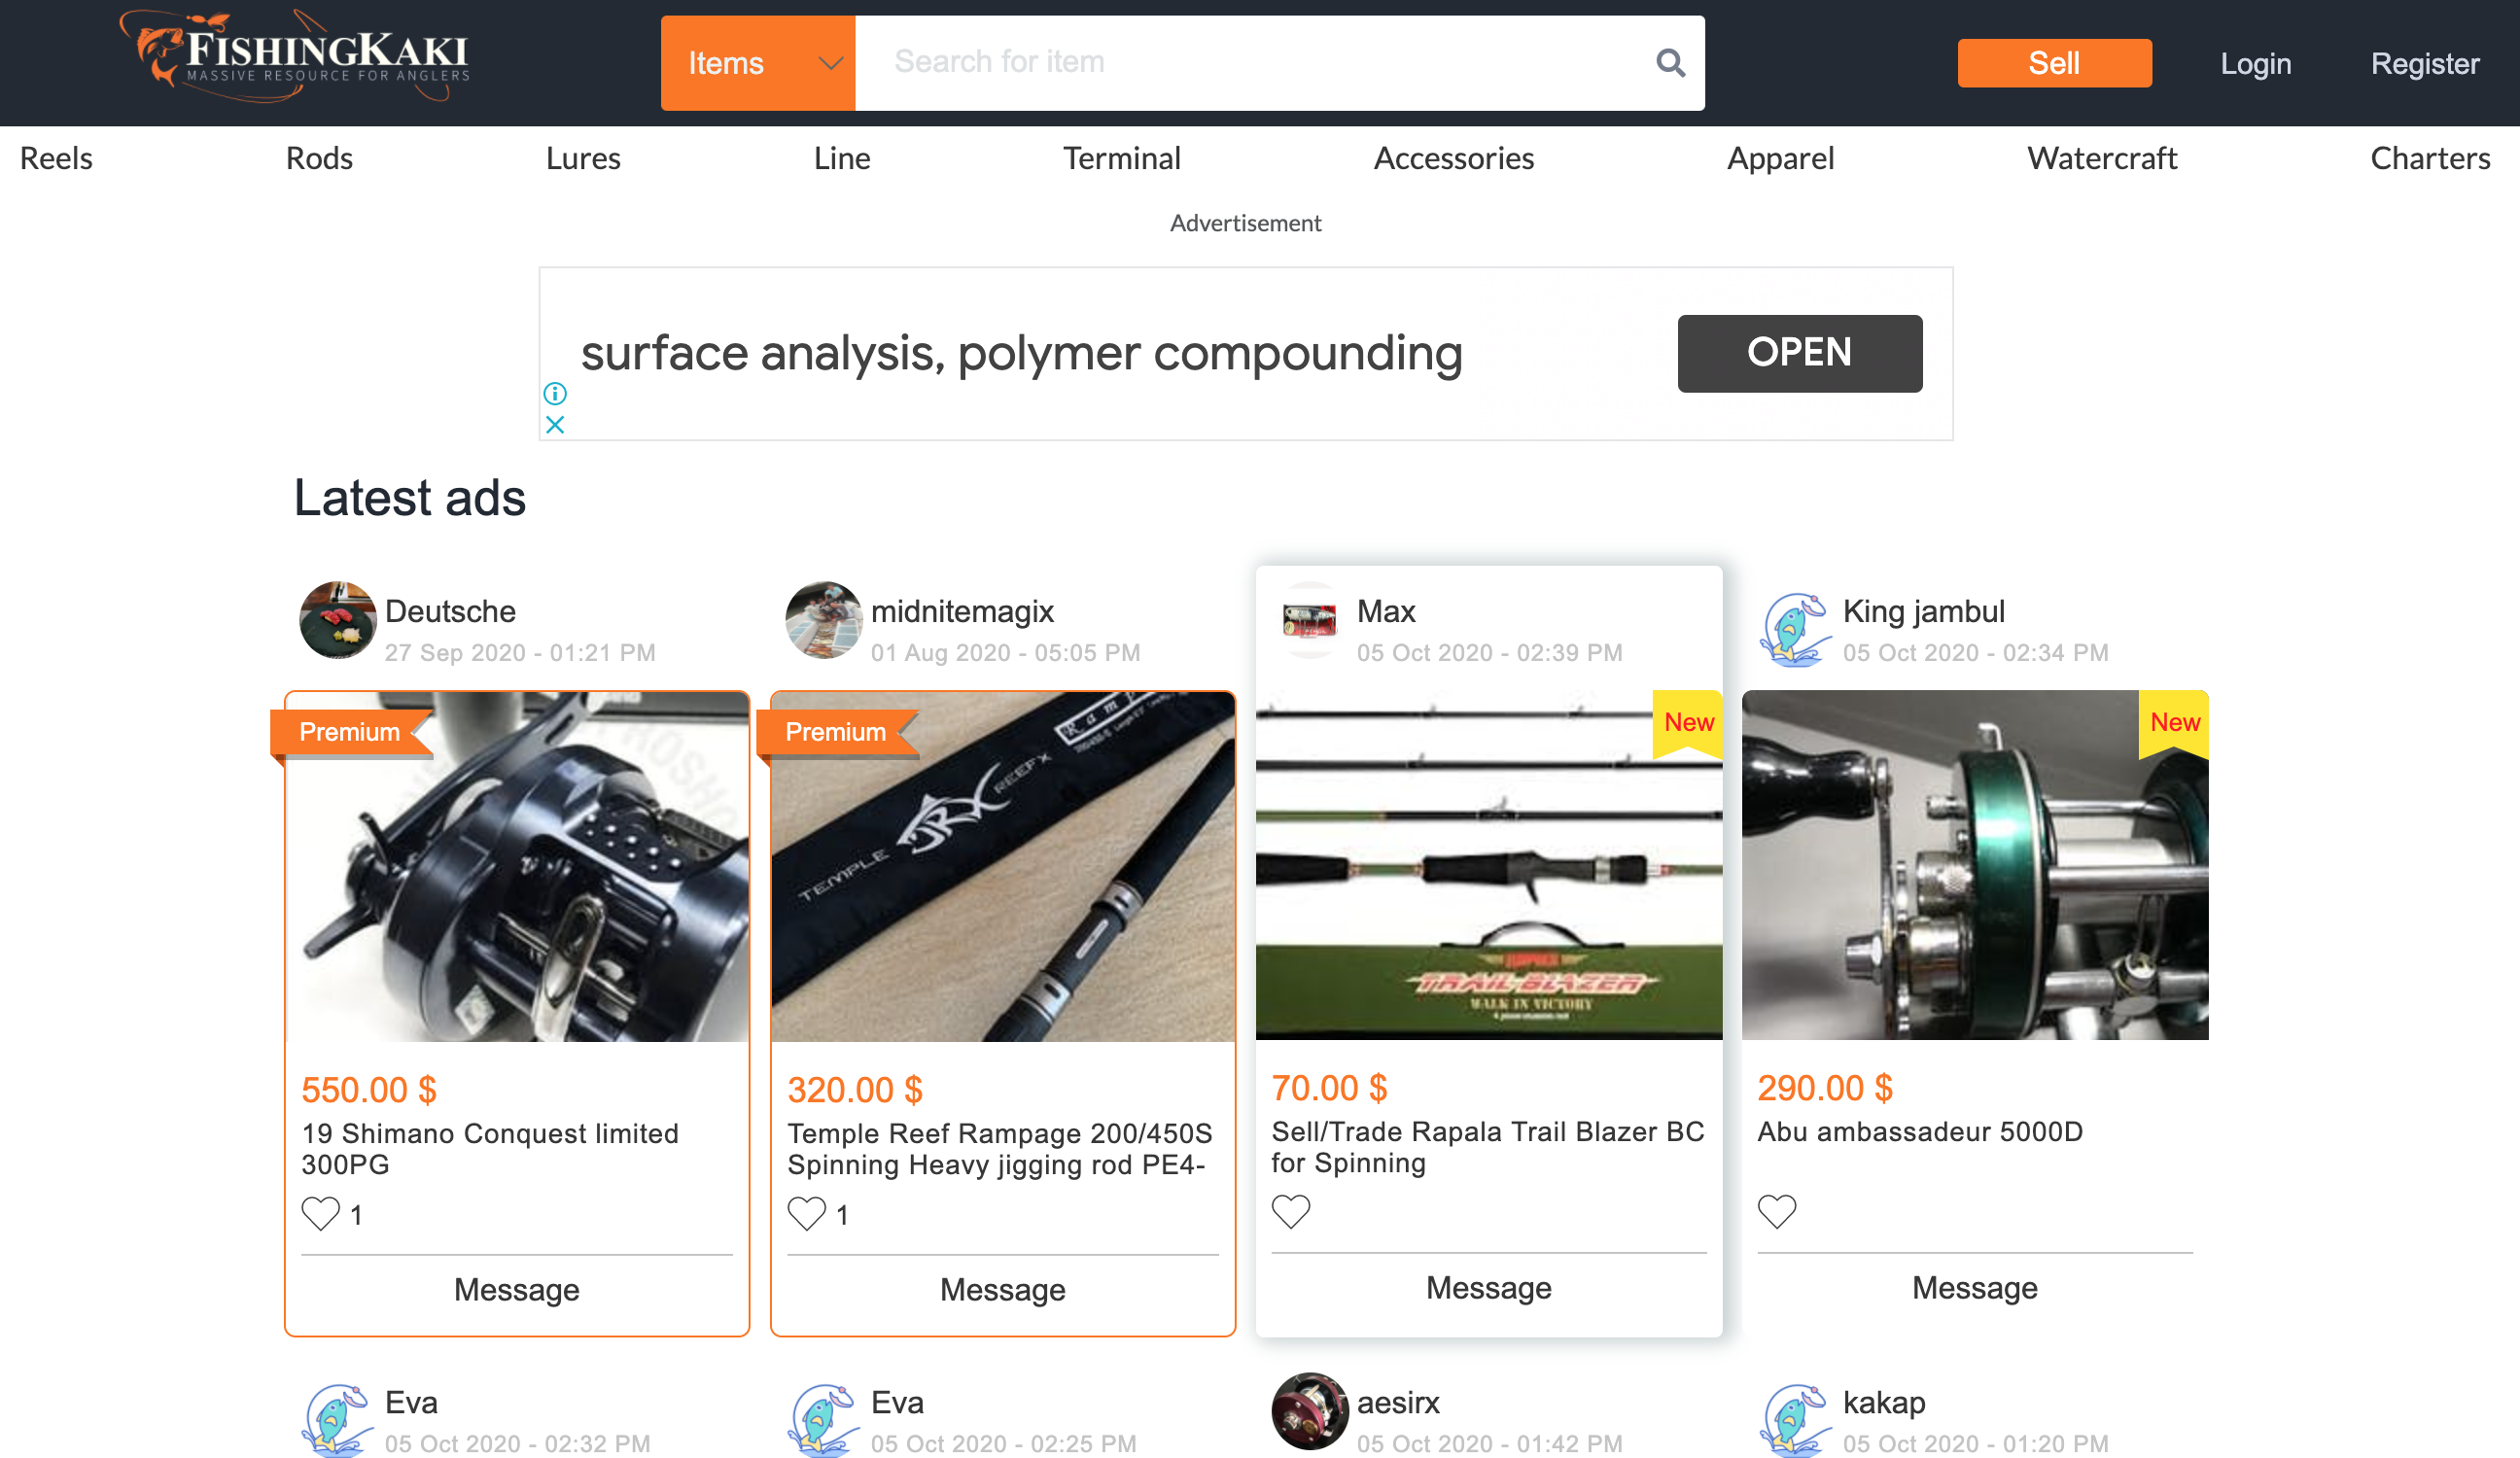 FISHINGKAKI
MASSIVE RESOURCE FOR ANGLERS
Items
Search for item
Sell
Login
Register
Reels
Rods
Lures
Line
Terminal
Accessories
Apparel
Watercraft
Charters
Advertisement
surface analysis, polymer compounding
OPEN
Latest ads
Deutsche
27 Sep 2020 - 01:21 PM
Premium
550.00 $
19 Shimano Conquest limited
300PG
1
Message
midnitemagix
01 Aug 2020 - 05:05 PM
Premium
TEMPLE
REEFX
320.00 $
Temple Reef Rampage 200/450S
Spinning Heavy jigging rod PE4-
1
Message
Max
05 Oct 2020 - 02:39 PM
New
TRAIL BLAZER
WALK IN VICTORY
70.00 $
Sell/Trade Rapala Trail Blazer BC
for Spinning
Message
King jambul
05 Oct 2020 - 02:34 PM
New
290.00 $
Abu ambassadeur 5000D
Message
Eva
05 Oct 2020 - 02:32 PM
Eva
05 Oct 2020 - 02:25 PM
aesirx
05 Oct 2020 - 01:42 PM
kakap
05 Oct 2020 - 01:20 PM